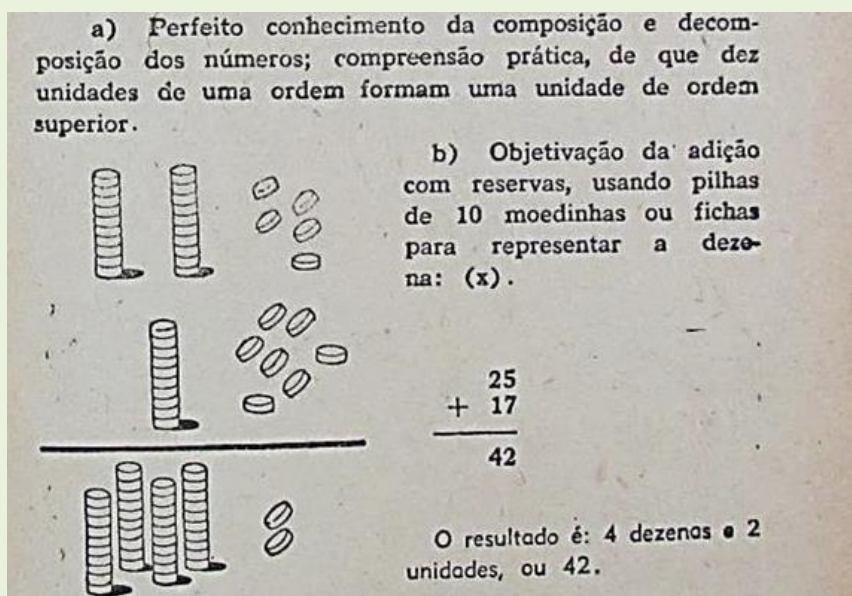 a) Perfeito conhecimento da composição e decom-
posição dos números; compreensão prática, de que dez
unidades de uma ordem formam uma unidade de ordem
superior.
b) Objetivação da adição
com reservas, usando pilhas
de 10 moedinhas ou fichas
para representar a deze-
na: (x).
25
+ 17
42
O resultado é: 4 dezenas e 2
unidades, ou 42.